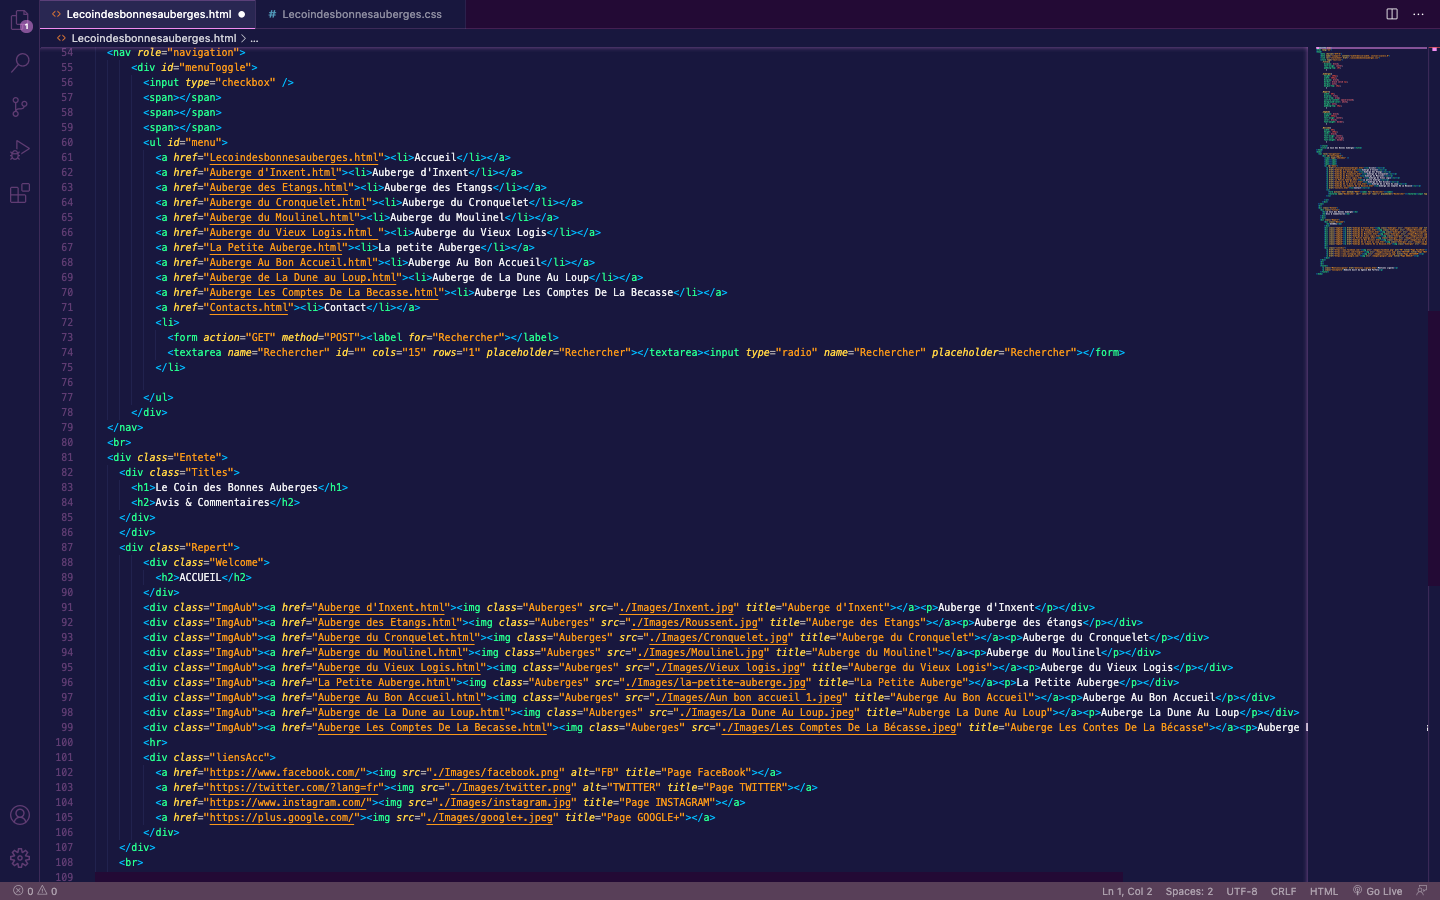 Lecoindesbonnesauberges.html
# Lecoindesbonnesauberges.css
<> Lecoindesbonnesauberges.html > ...
1
54 <nav role="navigation">
55 <div id="menuToggle">
56 <input type="checkbox" />
57 <span></span>
58 <span></span>
59 <span></span>
60 <ul id="menu">
61 <a href="Lecoindesbonnesauberges.html"><li>Accueil</li></a>
62 <a href="Auberge d'Inxent.html"><li>Auberge d'Inxent</li></a>
63 <a href="Auberge des Etangs.html"><li>Auberge des Etangs</li></a>
64 <a href="Auberge du Cronquelet.html"><li>Auberge du Cronquelet</li></a>
65 <a href="Auberge du Moulinel.html"><li>Auberge du Moulinel</li></a>
66 <a href="Auberge du Vieux Logis.html "><li>Auberge du Vieux Logis</li></a>
67 <a href="La Petite Auberge.html"><li>La petite Auberge</li></a>
68 <a href="Auberge Au Bon Accueil.html"><li>Auberge Au Bon Accueil</li></a>
69 <a href="Auberge de La Dune au Loup.html"><li>Auberge de La Dune Au Loup</li></a>
70 <a href="Auberge Les Comptes De La Becasse.html"><li>Auberge Les Comptes De La Becasse</li></a>
71 <a href="Contacts.html"><li>Contact</li></a>
72 <li>
73 <form action="GET" method="POST"><label for="Rechercher"></label>
74 <textarea name="Rechercher" id="" cols="15" rows="1" placeholder="Rechercher"></textarea><input type="radio" name="Rechercher" placeholder="Rechercher"></form>
75 </li>
76
77 </ul>
78 </div>
79 </nav>
80 <br>
81 <div class="Entete">
82 <div class="Titles">
83 <h1>Le Coin des Bonnes Auberges</h1>
84 <h2>Avis & Commentaires</h2>
85 </div>
86 </div>
87 <div class="Repert">
88 <div class="Welcome">
89 <h2>ACCUEIL</h2>
90 </div>
91 <div class="ImgAub"><a href="Auberge d'Inxent.html"><img class="Auberges" src="./Images/Inxent.jpg" title="Auberge d'Inxent"></a><p>Auberge d'Inxent</p></div>
92 <div class="ImgAub"><a href="Auberge des Etangs.html"><img class="Auberges" src="./Images/Roussent.jpg" title="Auberge des Etangs"></a><p>Auberge des étangs</p></div>
93 <div class="ImgAub"><a href="Auberge du Cronquelet.html"><img class="Auberges" src="./Images/Cronquelet.jpg" title="Auberge du Cronquelet"></a><p>Auberge du Cronquelet</p></div>
94 <div class="ImgAub"><a href="Auberge du Moulinel.html"><img class="Auberges" src="./Images/Moulinel.jpg" title="Auberge du Moulinel"></a><p>Auberge du Moulinel</p></div>
95 <div class="ImgAub"><a href="Auberge du Vieux Logis.html"><img class="Auberges" src="./Images/Vieux logis.jpg" title="Auberge du Vieux Logis"></a><p>Auberge du Vieux Logis</p></div>
96 <div class="ImgAub"><a href="La Petite Auberge.html"><img class="Auberges" src="./Images/la-petite-auberge.jpg" title="La Petite Auberge"></a><p>La Petite Auberge</p></div>
97 <div class="ImgAub"><a href="Auberge Au Bon Accueil.html"><img class="Auberges" src="./Images/Aun bon accueil 1.jpeg" title="Auberge Au Bon Accueil"></a><p>Auberge Au Bon Accueil</p></div>
98 <div class="ImgAub"><a href="Auberge de La Dune au Loup.html"><img class="Auberges" src="./Images/La Dune Au Loup.jpeg" title="Auberge La Dune Au Loup"></a><p>Auberge La Dune Au Loup</p></div>
99 <div class="ImgAub"><a href="Auberge Les Comptes De La Becasse.html"><img class="Auberges" src="./Images/Les Comptes De La Bécasse.jpeg" title="Auberge Les Contes De La Bécasse"></a><p>Auberge
100 <hr>
101 <div class="liensAcc">
102 <a href="https://www.facebook.com/"><img src="./Images/facebook.png" alt="FB" title="Page FaceBook"></a>
103 <a href="https://twitter.com/?lang=fr"><img src="./Images/twitter.png" alt="TWITTER" title="Page TWITTER"></a>
104 <a href="https://www.instagram.com/"><img src="./Images/instagram.jpg" title="Page INSTAGRAM"></a>
105 <a href="https://plus.google.com/"><img src="./Images/google+.jpeg" title="Page GOOGLE+"></a>
106 </div>
107 </div>
108 <br>
109
0 0
Ln 1, Col 2 Spaces: 2 UTF-8 CRLF HTML Go Live